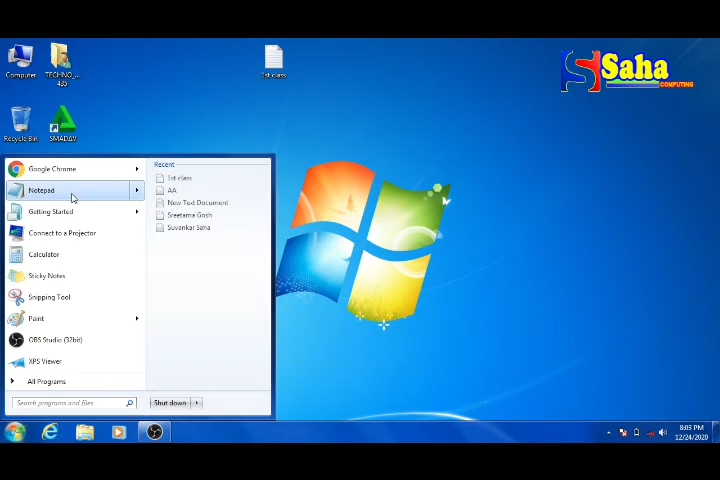 Computer
TECHNO_...
435
1st class
Saha
COMPUTING
Recycle Bin
SMADAV
Google Chrome
Notepad
Getting Started
Connect to a Projector
Calculator
Sticky Notes
Snipping Tool
Paint
OBS Studio (32bit)
XPS Viewer
All Programs
Search programs and files
Recent
1st class
AA
New Text Document
Sreetama Gosh
Suvankar Saha
Shut down
8:03 PM
12/24/2020